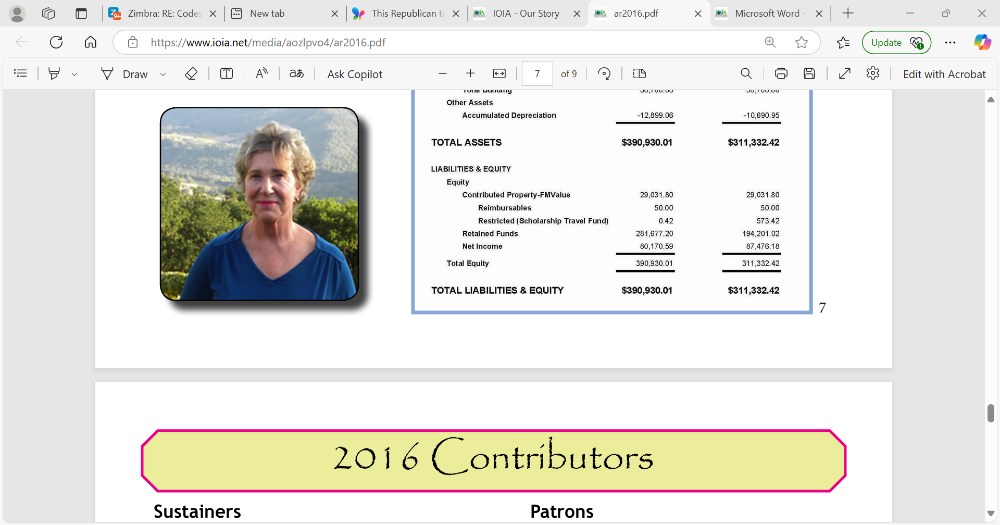 Zimbra: RE: Codes
New tab
This Republican tr
IOIA - Our Story
ar2016.pdf
Microsoft Word -
https://www.ioia.net/media/aozlpvo4/ar2016.pdf
Update
Draw
Ask Copilot
7 of 9
Edit with Acrobat
Total Building
Other Assets
Accumulated Depreciation -12,899.06 -10,690.95
TOTAL ASSETS $390,930.01 $311,332.42
LIABILITIES & EQUITY
Equity
Contributed Property-FMValue 29,031.80 29,031.80
Reimbursables 50.00 50.00
Restricted (Scholarship Travel Fund) 0.42 573.42
Retained Funds 281,677.20 194,201.02
Net Income 80,170.59 87,476.18
Total Equity 390,930.01 311,332.42
TOTAL LIABILITIES & EQUITY $390,930.01 $311,332.42
7
2016 Contributors
Sustainers
Patrons